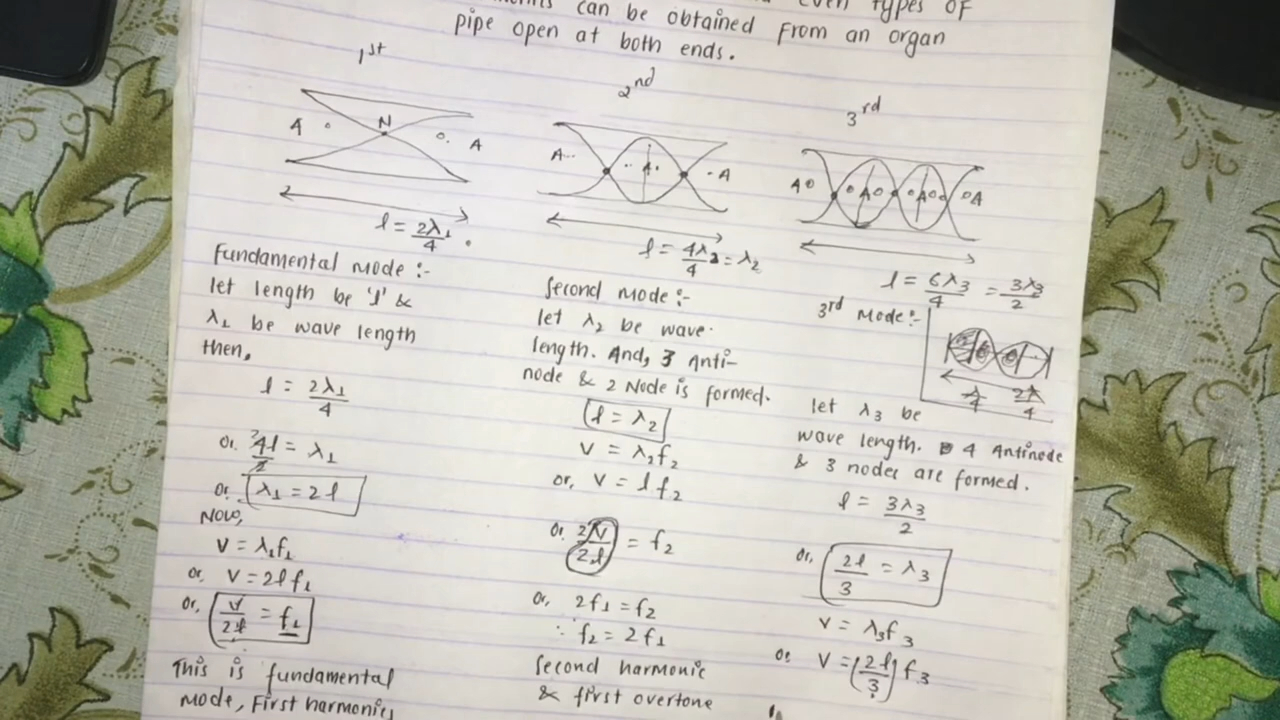 can be obtained from an organ
pipe open at both ends.
1st
A N A
l = 2λ1/4.
Fundamental mode :-
let length be 'l' &
λ1 be wave length
then,
l = 2λ1/4
or, 4l/2 = λ1
or, λ1 = 2l
Now,
v = λ1f1
or, v = 2lf1
or, v/2l = f1
This is fundamental
mode, First harmonic
2nd
A A A
l = 4λ2/4 = λ2
Second mode :-
let λ2 be wave
length. And, 3 Anti-
node & 2 Node is formed.
l = λ2
v = λ2f2
or, v = lf2
or, 2v/2l = f2
or, 2f1 = f2
∴ f2 = 2f1
Second harmonic
& first overtone
3rd
A A A A
l = 6λ3/4 = 3λ3/2
3rd Mode :-
λ/4 2λ/4
let λ3 be
wave length. 4 Antinode
& 3 nodes are formed.
l = 3λ3/2
or, 2l/3 = λ3
v = λ3f3
or v = (2l/3) f3